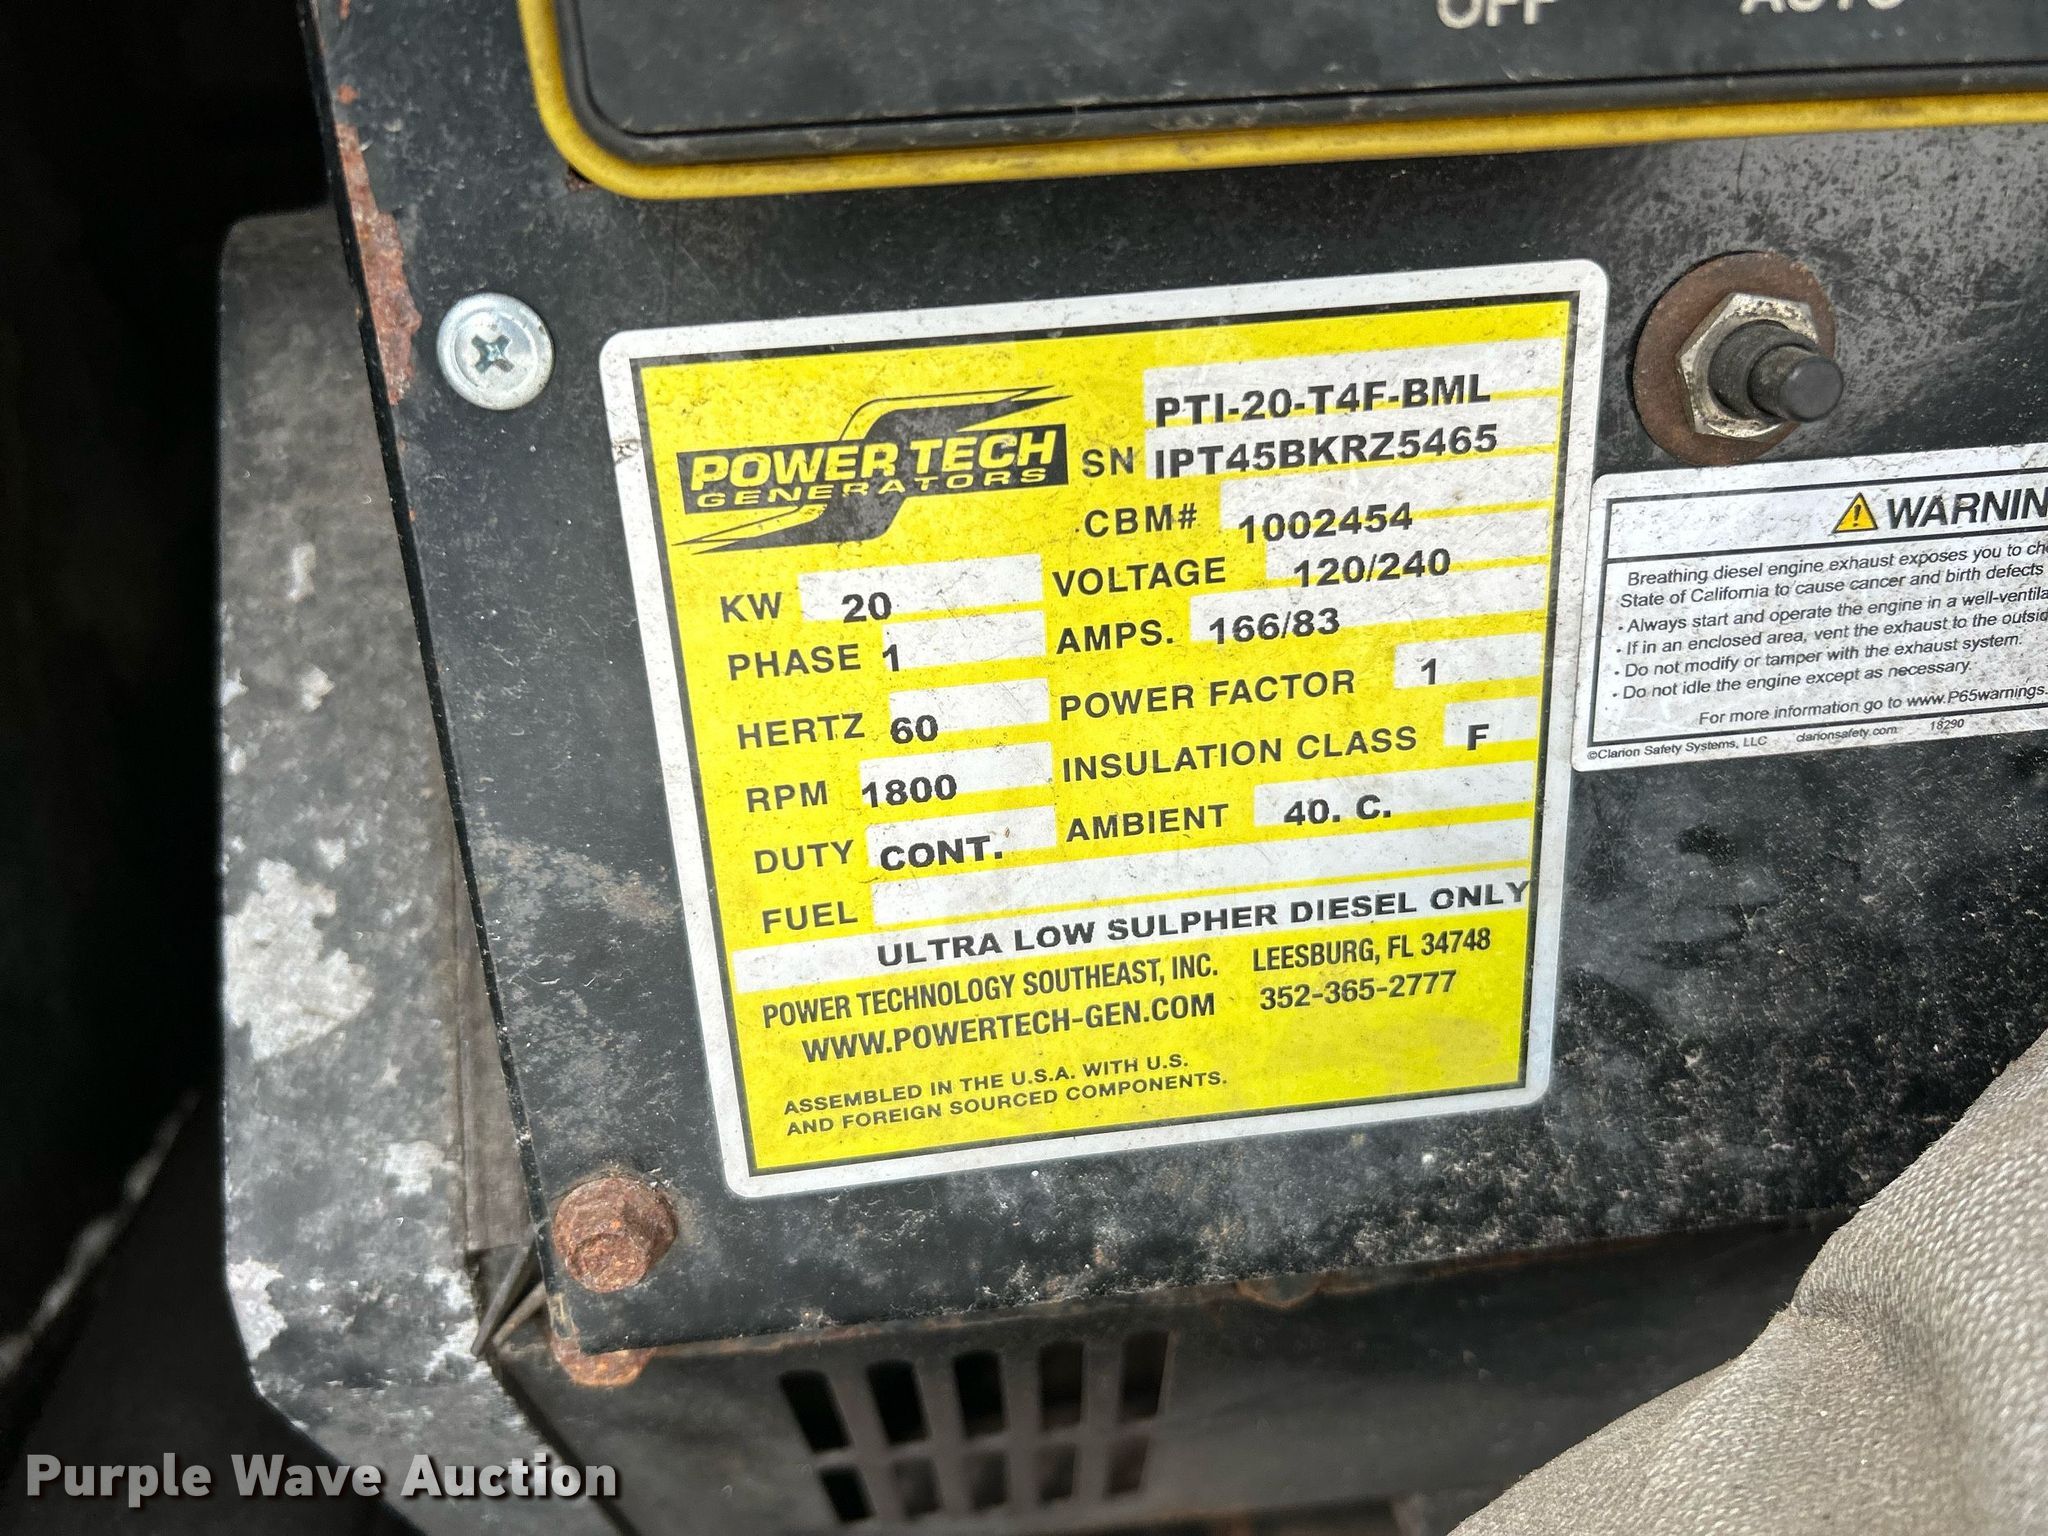 OFF AUTO
PTI-20-T4F-BML
POWER TECH
GENERATORS
SN IPT45BKRZ5465
CBM# 1002454
KW 20 VOLTAGE 120/240
PHASE 1 AMPS. 166/83
HERTZ 60 POWER FACTOR 1
RPM 1800 INSULATION CLASS F
DUTY CONT. AMBIENT 40. C.
FUEL
ULTRA LOW SULPHER DIESEL ONLY
POWER TECHNOLOGY SOUTHEAST, INC. LEESBURG, FL 34748
WWW.POWERTECH-GEN.COM 352-365-2777
ASSEMBLED IN THE U.S.A. WITH U.S.
AND FOREIGN SOURCED COMPONENTS.
WARNIN
Breathing diesel engine exhaust exposes you to che
State of California to cause cancer and birth defects
• Always start and operate the engine in a well-ventila
• If in an enclosed area, vent the exhaust to the outsid
• Do not modify or tamper with the exhaust system.
• Do not idle the engine except as necessary.
For more information go to www.P65warnings.
©Clarion Safety Systems, LLC clarionsafety.com 18290
Purple Wave Auction